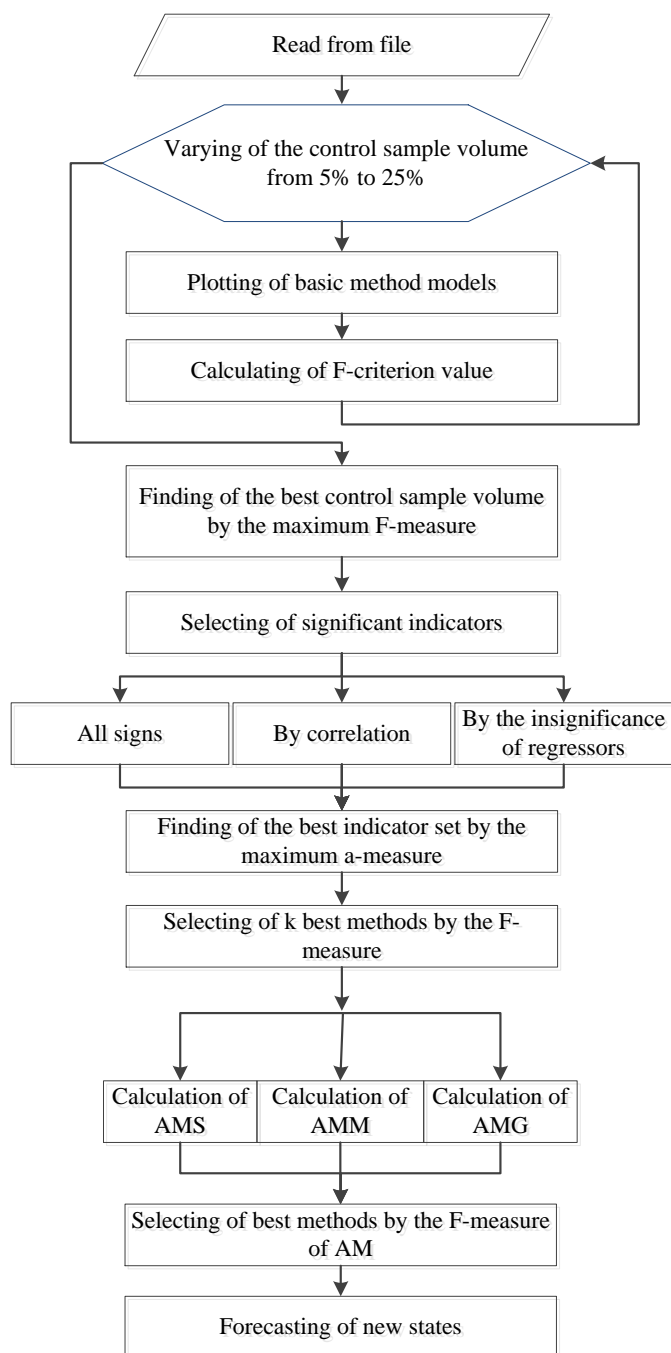 Read from file
Varying of the control sample volume
from 5% to 25%
Plotting of basic method models
Calculating of F-criterion value
Finding of the best control sample volume
by the maximum F-measure
Selecting of significant indicators
All signs
By correlation
By the insignificance
of regressors
Finding of the best indicator set by the
maximum a-measure
Selecting of k best methods by the F-
measure
Calculation of
AMS
Calculation of
AMM
Calculation of
AMG
Selecting of best methods by the F-measure
of AM
Forecasting of new states